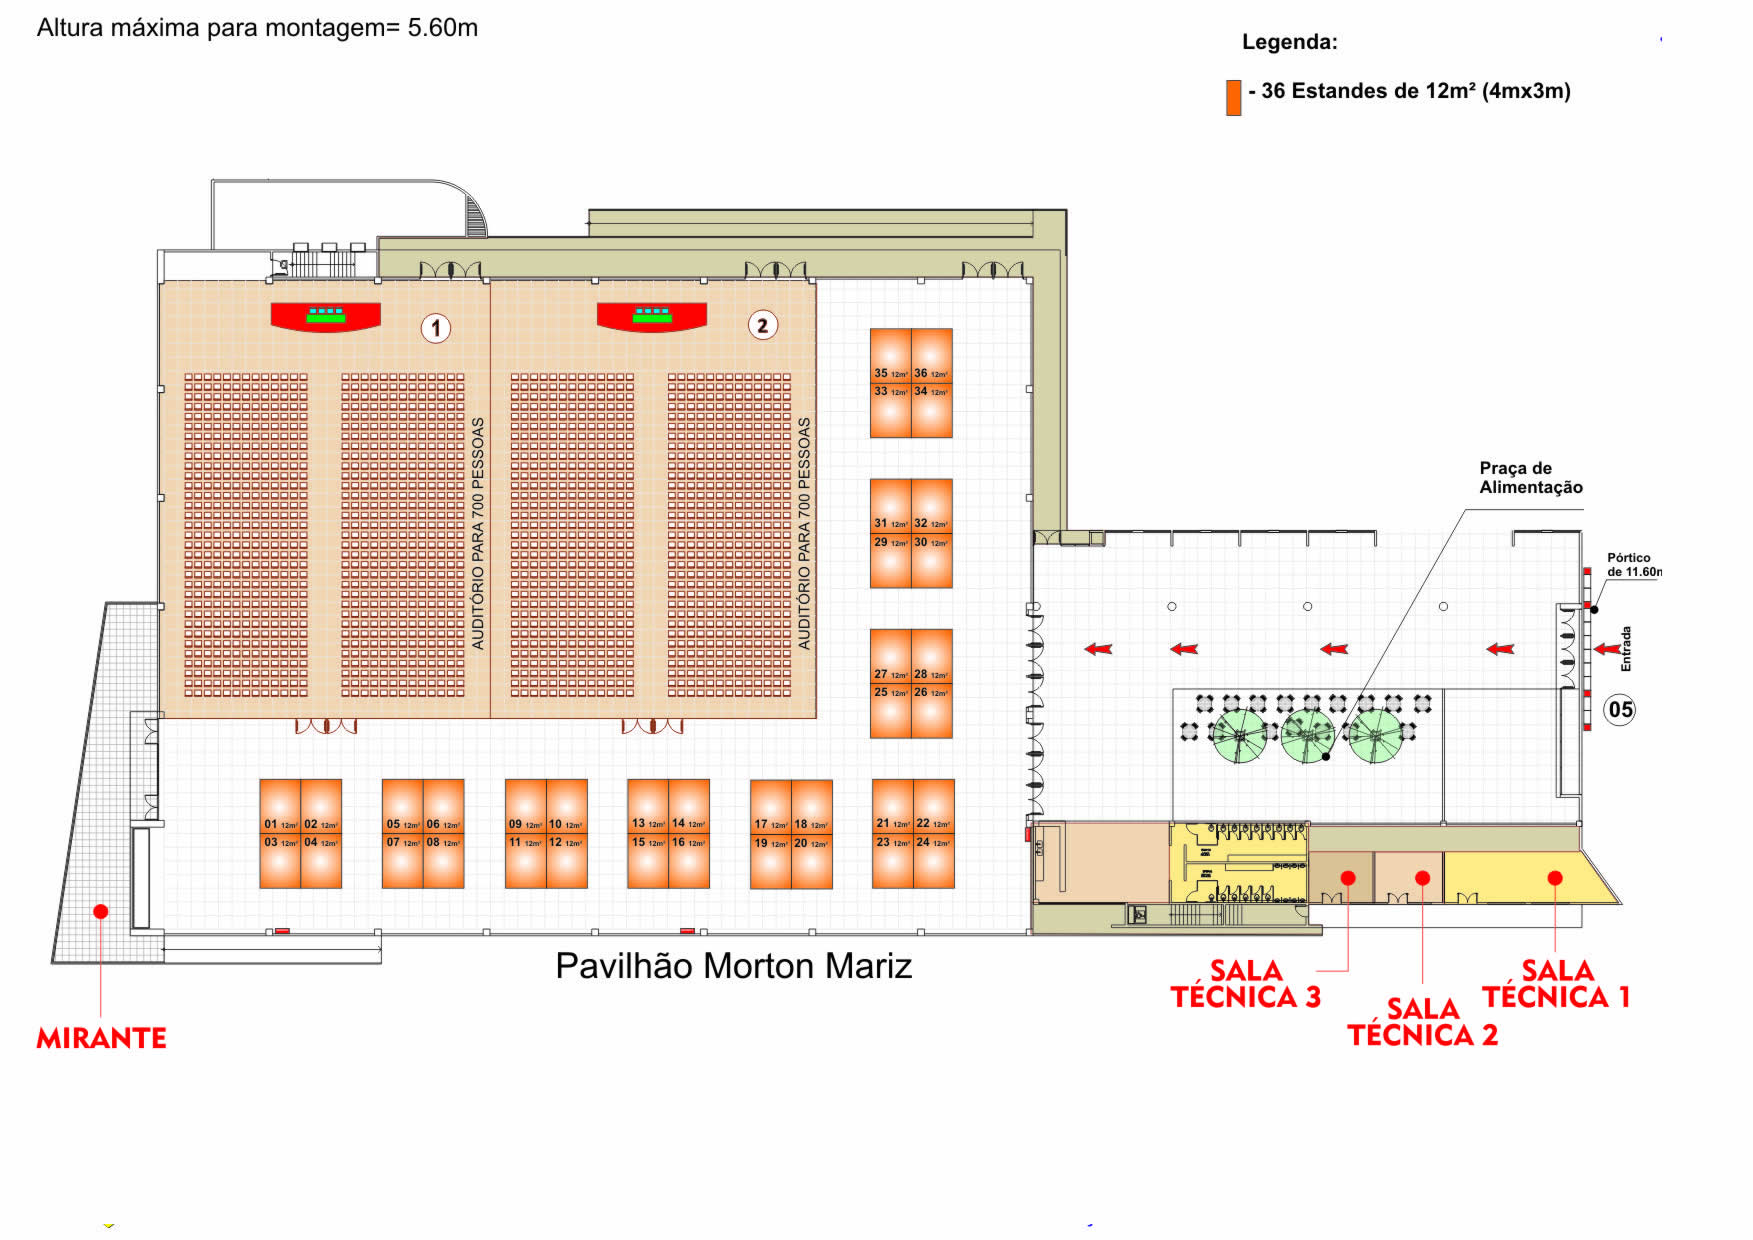 Altura máxima para montagem= 5.60m
Legenda:
- 36 Estandes de 12m² (4mx3m)
1
2
AUDITÓRIO PARA 700 PESSOAS
AUDITÓRIO PARA 700 PESSOAS
35 12m² 36 12m²
33 12m² 34 12m²
31 12m² 32 12m²
29 12m² 30 12m²
27 12m² 28 12m²
25 12m² 26 12m²
01 12m² 02 12m²
03 12m² 04 12m²
05 12m² 06 12m²
07 12m² 08 12m²
09 12m² 10 12m²
11 12m² 12 12m²
13 12m² 14 12m²
15 12m² 16 12m²
17 12m² 18 12m²
19 12m² 20 12m²
21 12m² 22 12m²
23 12m² 24 12m²
Praça de
Alimentação
Pórtico
de 11.60m
Entrada
05
Pavilhão Morton Mariz
MIRANTE
SALA
TÉCNICA 3
SALA
TÉCNICA 2
SALA
TÉCNICA 1